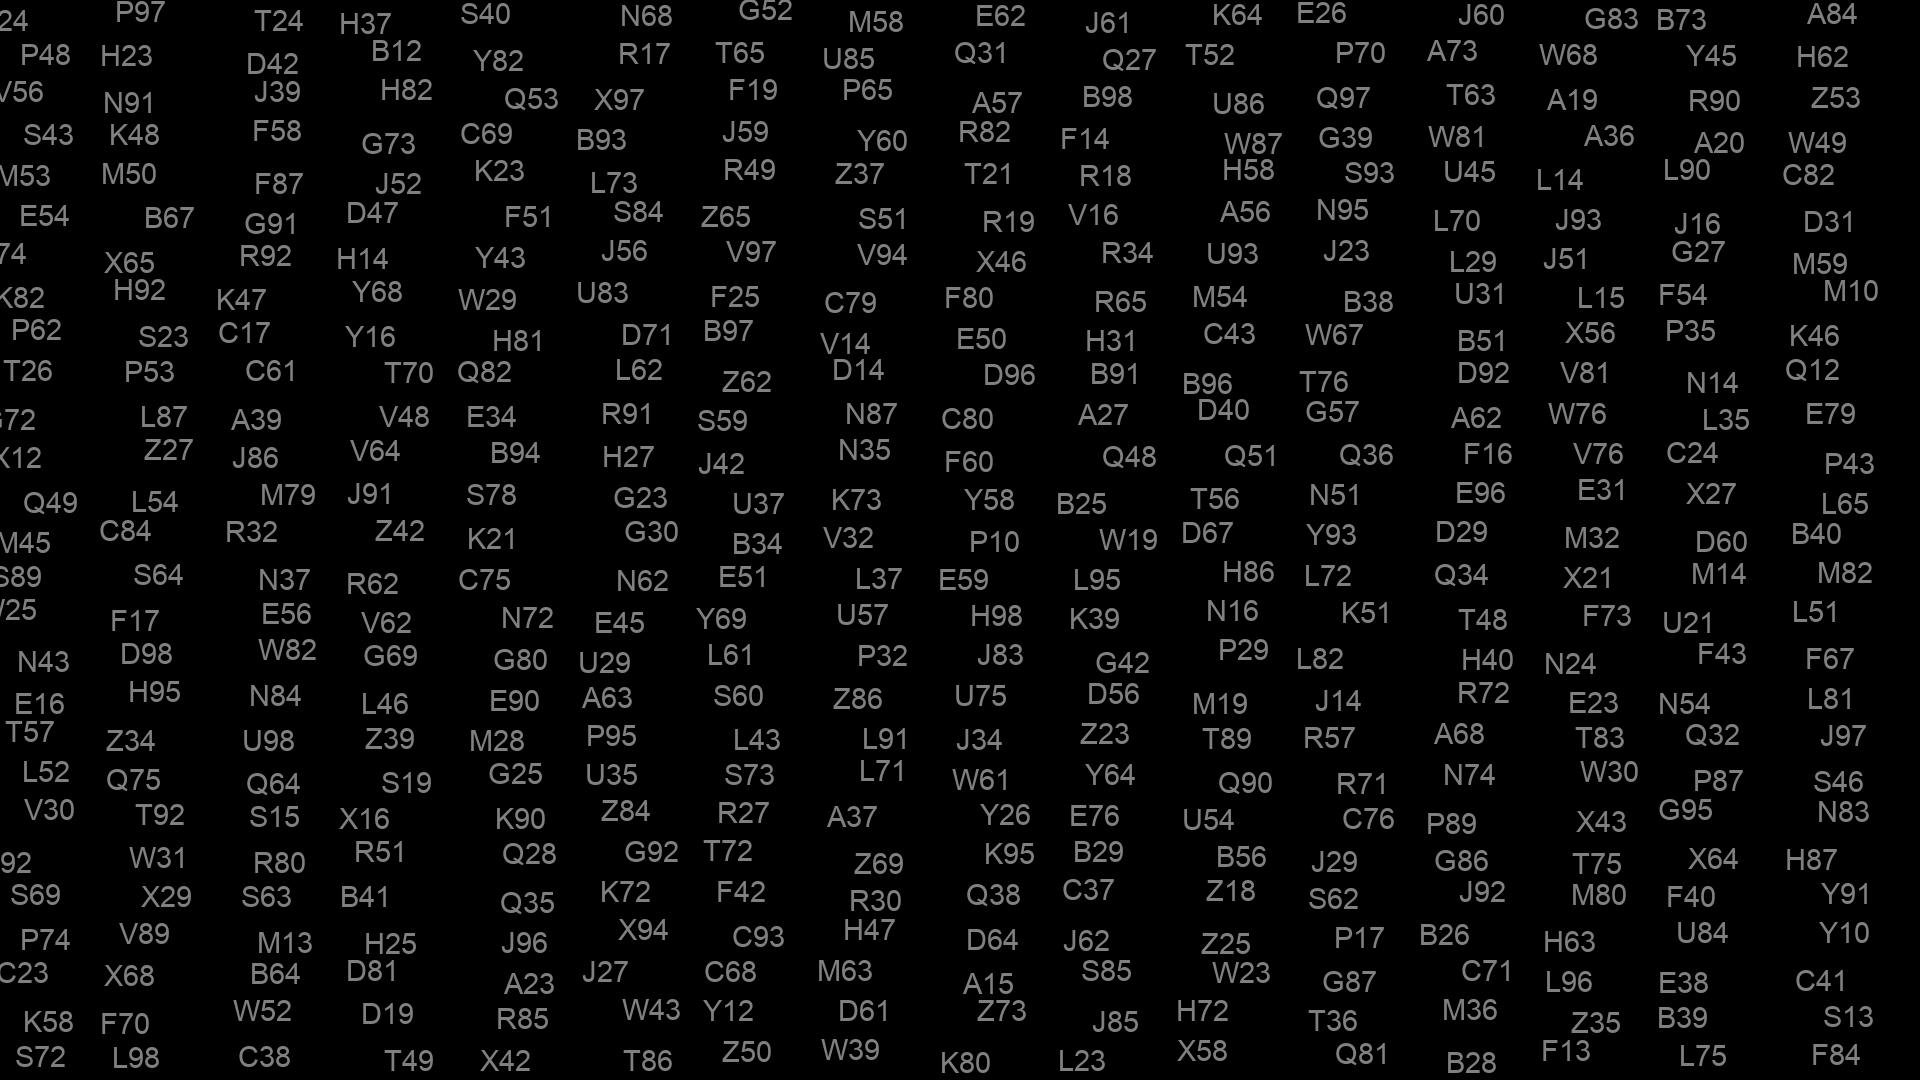 24 P97 T24 H37 S40 N68 G52 M58 E62 J61 K64 E26 J60 G83 B73 A84
P48 H23 D42 B12 Y82 R17 T65 U85 Q31 Q27 T52 P70 A73 W68 Y45 H62
V56 N91 J39 H82 Q53 X97 F19 P65 A57 B98 U86 Q97 T63 A19 R90 Z53
S43 K48 F58 G73 C69 B93 J59 Y60 R82 F14 W87 G39 W81 A36 A20 W49
M53 M50 F87 J52 K23 L73 R49 Z37 T21 R18 H58 S93 U45 L14 L90 C82
E54 B67 G91 D47 F51 S84 Z65 S51 R19 V16 A56 N95 L70 J93 J16 D31
74 X65 R92 H14 Y43 J56 V97 V94 X46 R34 U93 J23 L29 J51 G27 M59
K82 H92 K47 Y68 W29 U83 F25 C79 F80 R65 M54 B38 U31 L15 F54 M10
P62 S23 C17 Y16 H81 D71 B97 V14 E50 H31 C43 W67 B51 X56 P35 K46
T26 P53 C61 T70 Q82 L62 Z62 D14 D96 B91 B96 T76 D92 V81 N14 Q12
72 L87 A39 V48 E34 R91 S59 N87 C80 A27 D40 G57 A62 W76 L35 E79
X12 Z27 J86 V64 B94 H27 J42 N35 F60 Q48 Q51 Q36 F16 V76 C24 P43
Q49 L54 M79 J91 S78 G23 U37 K73 Y58 B25 T56 N51 E96 E31 X27 L65
M45 C84 R32 Z42 K21 G30 B34 V32 P10 W19 D67 Y93 D29 M32 D60 B40
S89 S64 N37 R62 C75 N62 E51 L37 E59 L95 H86 L72 Q34 X21 M14 M82
25 F17 E56 V62 N72 E45 Y69 U57 H98 K39 N16 K51 T48 F73 U21 L51
N43 D98 W82 G69 G80 U29 L61 P32 J83 G42 P29 L82 H40 N24 F43 F67
E16 H95 N84 L46 E90 A63 S60 Z86 U75 D56 M19 J14 R72 E23 N54 L81
T57 Z34 U98 Z39 M28 P95 L43 L91 J34 Z23 T89 R57 A68 T83 Q32 J97
L52 Q75 Q64 S19 G25 U35 S73 L71 W61 Y64 Q90 R71 N74 W30 P87 S46
V30 T92 S15 X16 K90 Z84 R27 A37 Y26 E76 U54 C76 P89 X43 G95 N83
92 W31 R80 R51 Q28 G92 T72 Z69 K95 B29 B56 J29 G86 T75 X64 H87
S69 X29 S63 B41 Q35 K72 F42 R30 Q38 C37 Z18 S62 J92 M80 F40 Y91
P74 V89 M13 H25 J96 X94 C93 H47 D64 J62 Z25 P17 B26 H63 U84 Y10
C23 X68 B64 D81 A23 J27 C68 M63 A15 S85 W23 G87 C71 L96 E38 C41
K58 F70 W52 D19 R85 W43 Y12 D61 Z73 J85 H72 T36 M36 Z35 B39 S13
S72 L98 C38 T49 X42 T86 Z50 W39 K80 L23 X58 Q81 B28 F13 L75 F84